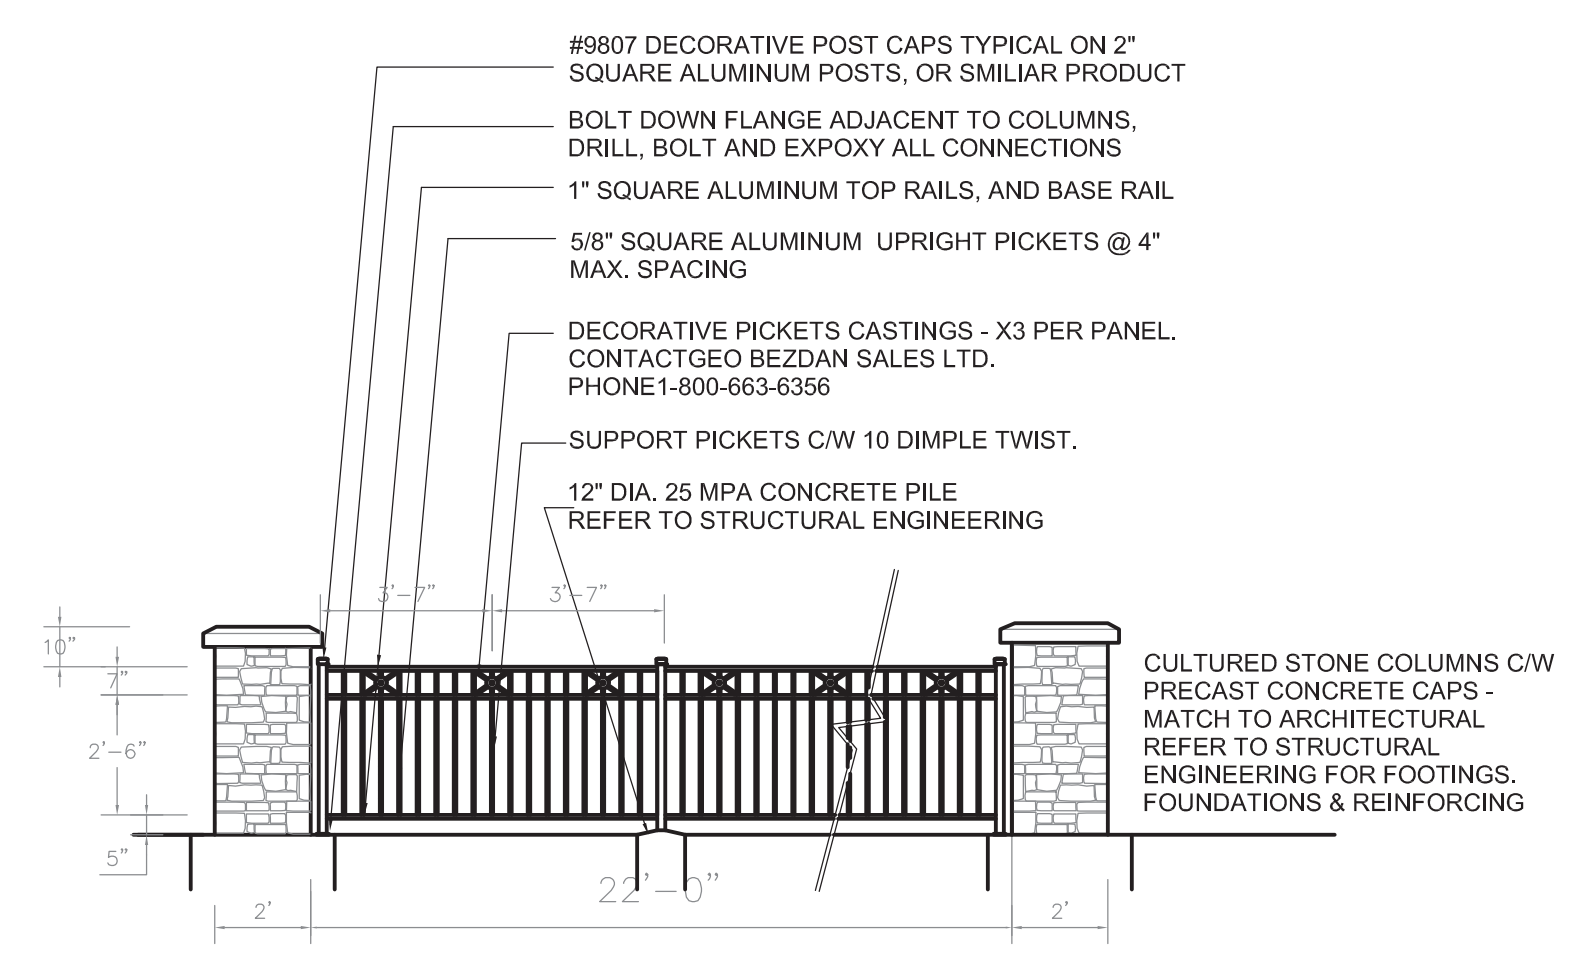 #9807 DECORATIVE POST CAPS TYPICAL ON 2"
SQUARE ALUMINUM POSTS, OR SMILIAR PRODUCT
BOLT DOWN FLANGE ADJACENT TO COLUMNS,
DRILL, BOLT AND EXPOXY ALL CONNECTIONS
1" SQUARE ALUMINUM TOP RAILS, AND BASE RAIL
5/8" SQUARE ALUMINUM UPRIGHT PICKETS @ 4"
MAX. SPACING
DECORATIVE PICKETS CASTINGS - X3 PER PANEL.
CONTACTGEO BEZDAN SALES LTD.
PHONE1-800-663-6356
SUPPORT PICKETS C/W 10 DIMPLE TWIST.
12" DIA. 25 MPA CONCRETE PILE
REFER TO STRUCTURAL ENGINEERING
3'-7" 3'-7"
10"
7"
2'-6"
5"
CULTURED STONE COLUMNS C/W
PRECAST CONCRETE CAPS -
MATCH TO ARCHITECTURAL
REFER TO STRUCTURAL
ENGINEERING FOR FOOTINGS.
FOUNDATIONS & REINFORCING
2' 22'-0" 2'